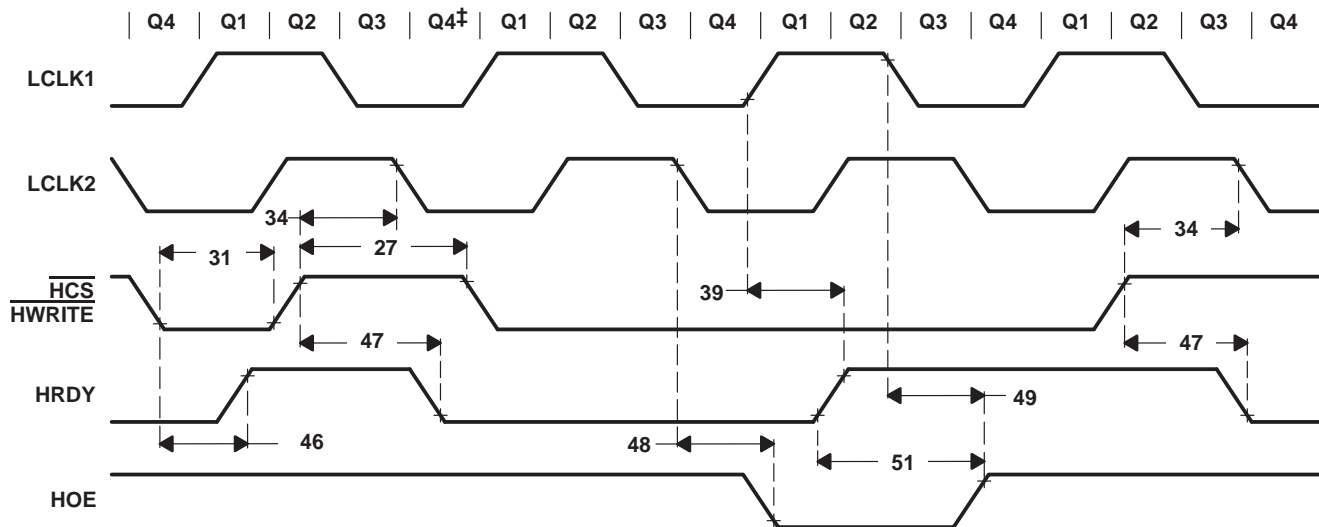 Q4 Q1 Q2 Q3 Q4‡ Q1 Q2 Q3 Q4 Q1 Q2 Q3 Q4 Q1 Q2 Q3 Q4
LCLK1
LCLK2
34
34
31
27
HCS
HWRITE
39
47
47
HRDY
49
46
48
51
HOE